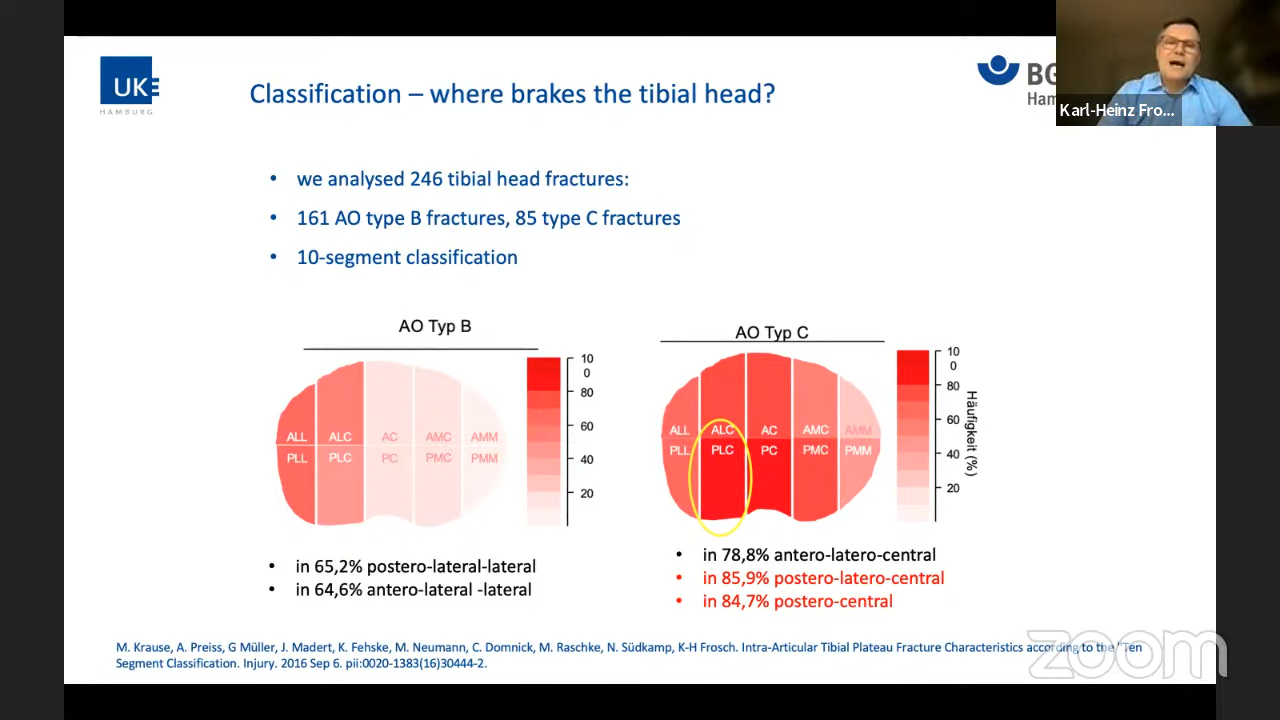 UKE
HAMBURG
Classification – where brakes the tibial head?
BG
Ham
Karl-Heinz Fro...
• we analysed 246 tibial head fractures:
• 161 AO type B fractures, 85 type C fractures
• 10-segment classification
AO Typ B
ALL ALC AC AMC AMM
PLL PLC PC PMC PMM
10
0
80
60
40
20
AO Typ C
ALL ALC AC AMC AMM
PLL PLC PC PMC PMM
10
0
80
60
40
20
Häufigkeit (%)
• in 65,2% postero-lateral-lateral
• in 64,6% antero-lateral -lateral
• in 78,8% antero-latero-central
• in 85,9% postero-latero-central
• in 84,7% postero-central
M. Krause, A. Preiss, G Müller, J. Madert, K. Fehske, M. Neumann, C. Domnick, M. Raschke, N. Südkamp, K-H Frosch. Intra-Articular Tibial Plateau Fracture Characteristics according to the "Ten
Segment Classification. Injury. 2016 Sep 6. pii:0020-1383(16)30444-2.
zoom